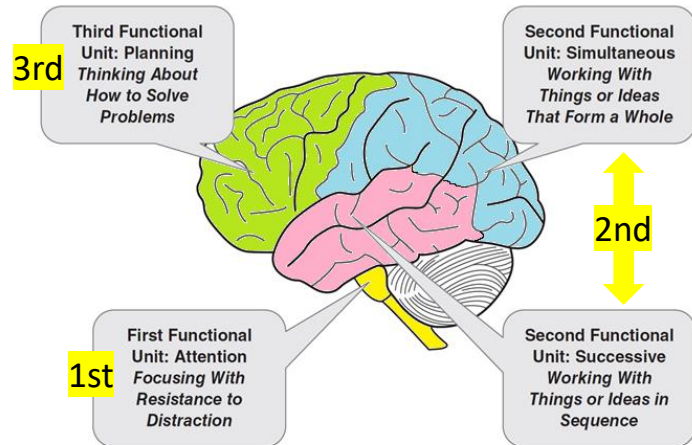 3rd
Third Functional
Unit: Planning
Thinking About
How to Solve
Problems
Second Functional
Unit: Simultaneous
Working With
Things or Ideas
That Form a Whole
2nd
1st
First Functional
Unit: Attention
Focusing With
Resistance to
Distraction
Second Functional
Unit: Successive
Working With
Things or Ideas in
Sequence